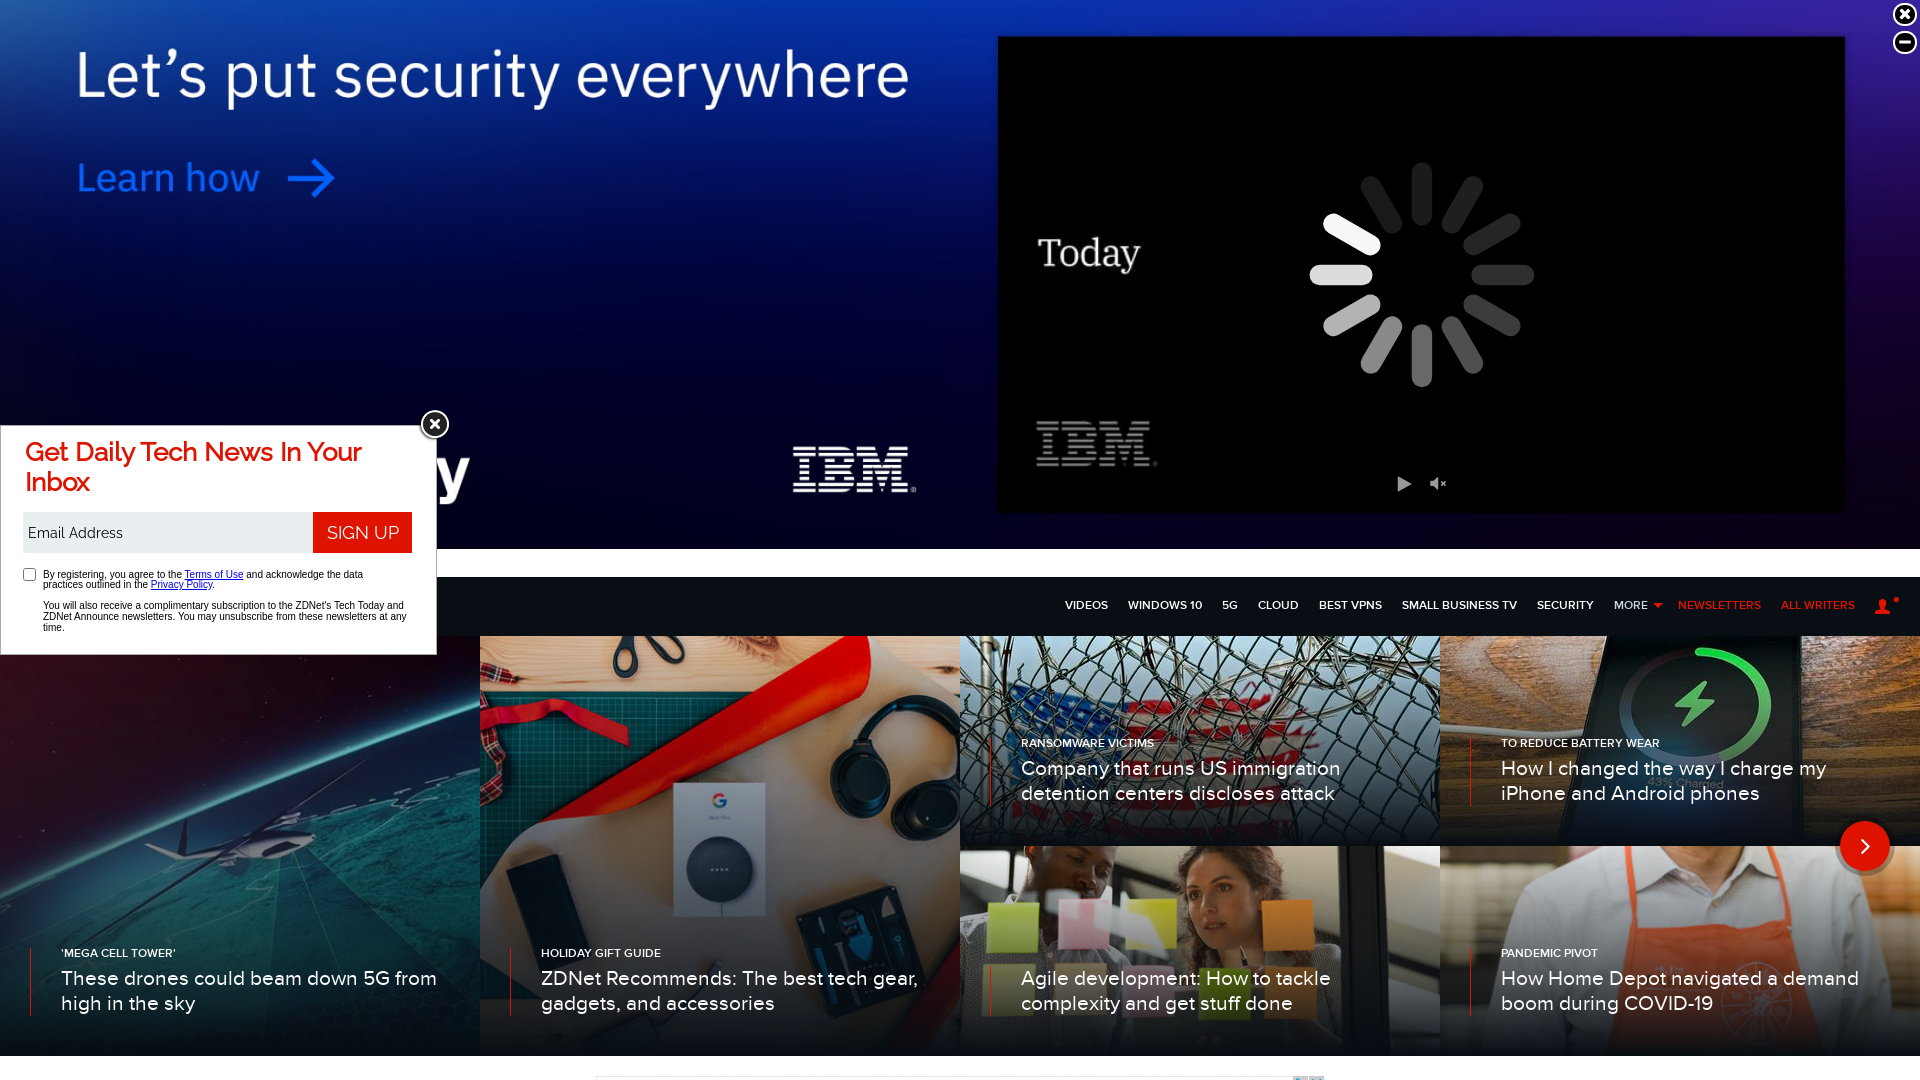 Let's put security everywhere
Learn how
Today
IBM
IBM
y
Get Daily Tech News In Your
Inbox
Email Address
SIGN UP
By registering, you agree to the Terms of Use and acknowledge the data
practices outlined in the Privacy Policy.
You will also receive a complimentary subscription to the ZDNet's Tech Today and
ZDNet Announce newsletters. You may unsubscribe from these newsletters at any
time.
VIDEOS WINDOWS 10 5G CLOUD BEST VPNS SMALL BUSINESS TV SECURITY MORE NEWSLETTERS ALL WRITERS
RANSOMWARE VICTIMS
Company that runs US immigration
detention centers discloses attack
TO REDUCE BATTERY WEAR
How I changed the way I charge my
iPhone and Android phones
43% Charged
'MEGA CELL TOWER'
These drones could beam down 5G from
high in the sky
HOLIDAY GIFT GUIDE
ZDNet Recommends: The best tech gear,
gadgets, and accessories
Agile development: How to tackle
complexity and get stuff done
PANDEMIC PIVOT
How Home Depot navigated a demand
boom during COVID-19